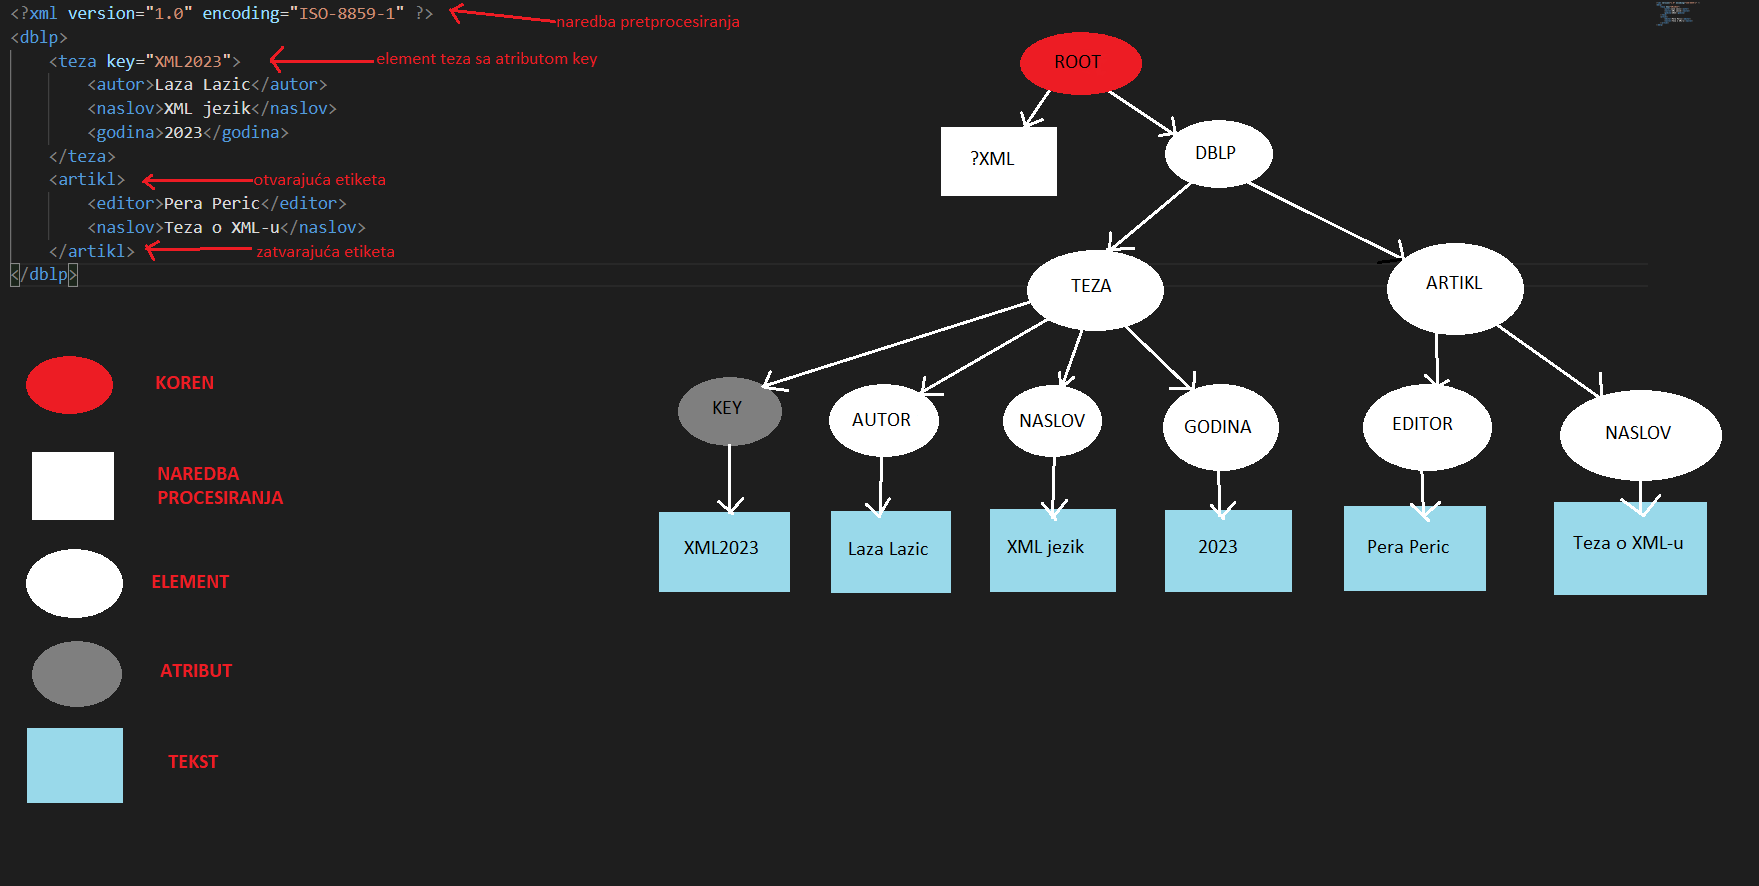 <?xml version="1.0" encoding="ISO-8859-1" ?>
naredba pretprocesiranja
<dblp>
<teza key="XML2023">
element teza sa atributom key
<autor>Laza Lazic</autor>
<naslov>XML jezik</naslov>
<godina>2023</godina>
</teza>
<artikl>
otvarajuća etiketa
<editor>Pera Peric</editor>
<naslov>Teza o XML-u</naslov>
</artikl>
zatvarajuća etiketa
</dblp>
KOREN
NAREDBA
PROCESIRANJA
ELEMENT
ATRIBUT
TEKST
ROOT
?XML
DBLP
TEZA
ARTIKL
KEY
AUTOR
NASLOV
GODINA
EDITOR
NASLOV
XML2023
Laza Lazic
XML jezik
2023
Pera Peric
Teza o XML-u